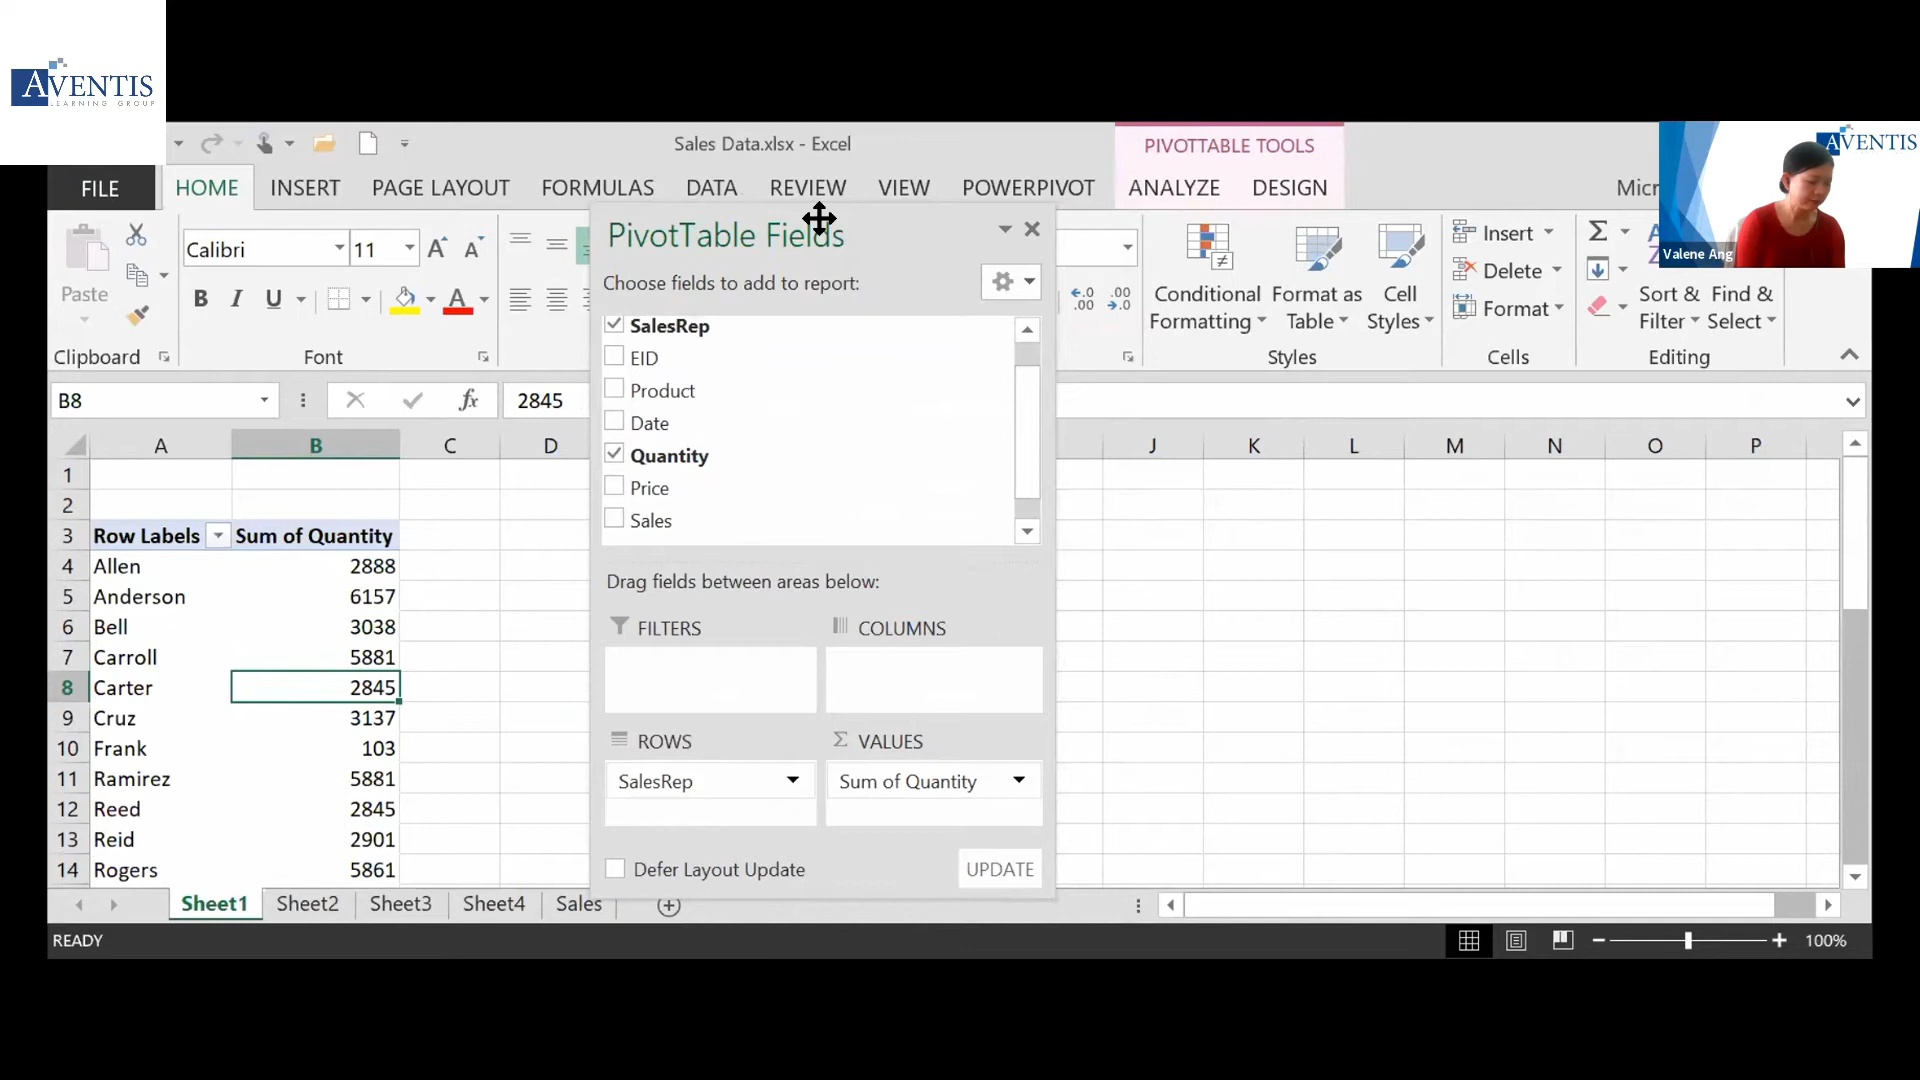 AVENTIS
LEARNING GROUP
Sales Data.xlsx - Excel
PIVOTTABLE TOOLS
FILE
HOME
INSERT
PAGE LAYOUT
FORMULAS
DATA
REVIEW
VIEW
POWERPIVOT
ANALYZE
DESIGN
Micr
AVENTIS
Valene Ang
Paste
Clipboard
Calibri
11
A A
B I U
A
Font
Conditional
Formatting
Format as
Table
Cell
Styles
Styles
Insert
Delete
Format
Cells
Sort &
Filter
Find &
Select
Editing
B8
fx
2845
PivotTable Fields
Choose fields to add to report:
SalesRep
EID
Product
Date
Quantity
Price
Sales
Drag fields between areas below:
FILTERS
COLUMNS
ROWS
VALUES
SalesRep
Sum of Quantity
Defer Layout Update
UPDATE
A B C D J K L M N O P
1
2
3 Row Labels Sum of Quantity
4 Allen 2888
5 Anderson 6157
6 Bell 3038
7 Carroll 5881
8 Carter 2845
9 Cruz 3137
10 Frank 103
11 Ramirez 5881
12 Reed 2845
13 Reid 2901
14 Rogers 5861
Sheet1 Sheet2 Sheet3 Sheet4 Sales
READY
100%